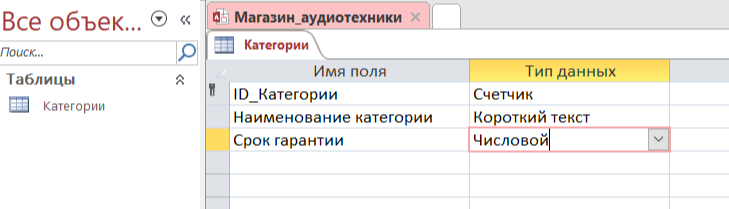 Все объек...
Поиск...
Таблицы
Категории
Магазин_аудиотехники
Категории
Имя поля Тип данных
ID_Категории Счетчик
Наименование категории Короткий текст
Срок гарантии Числовой